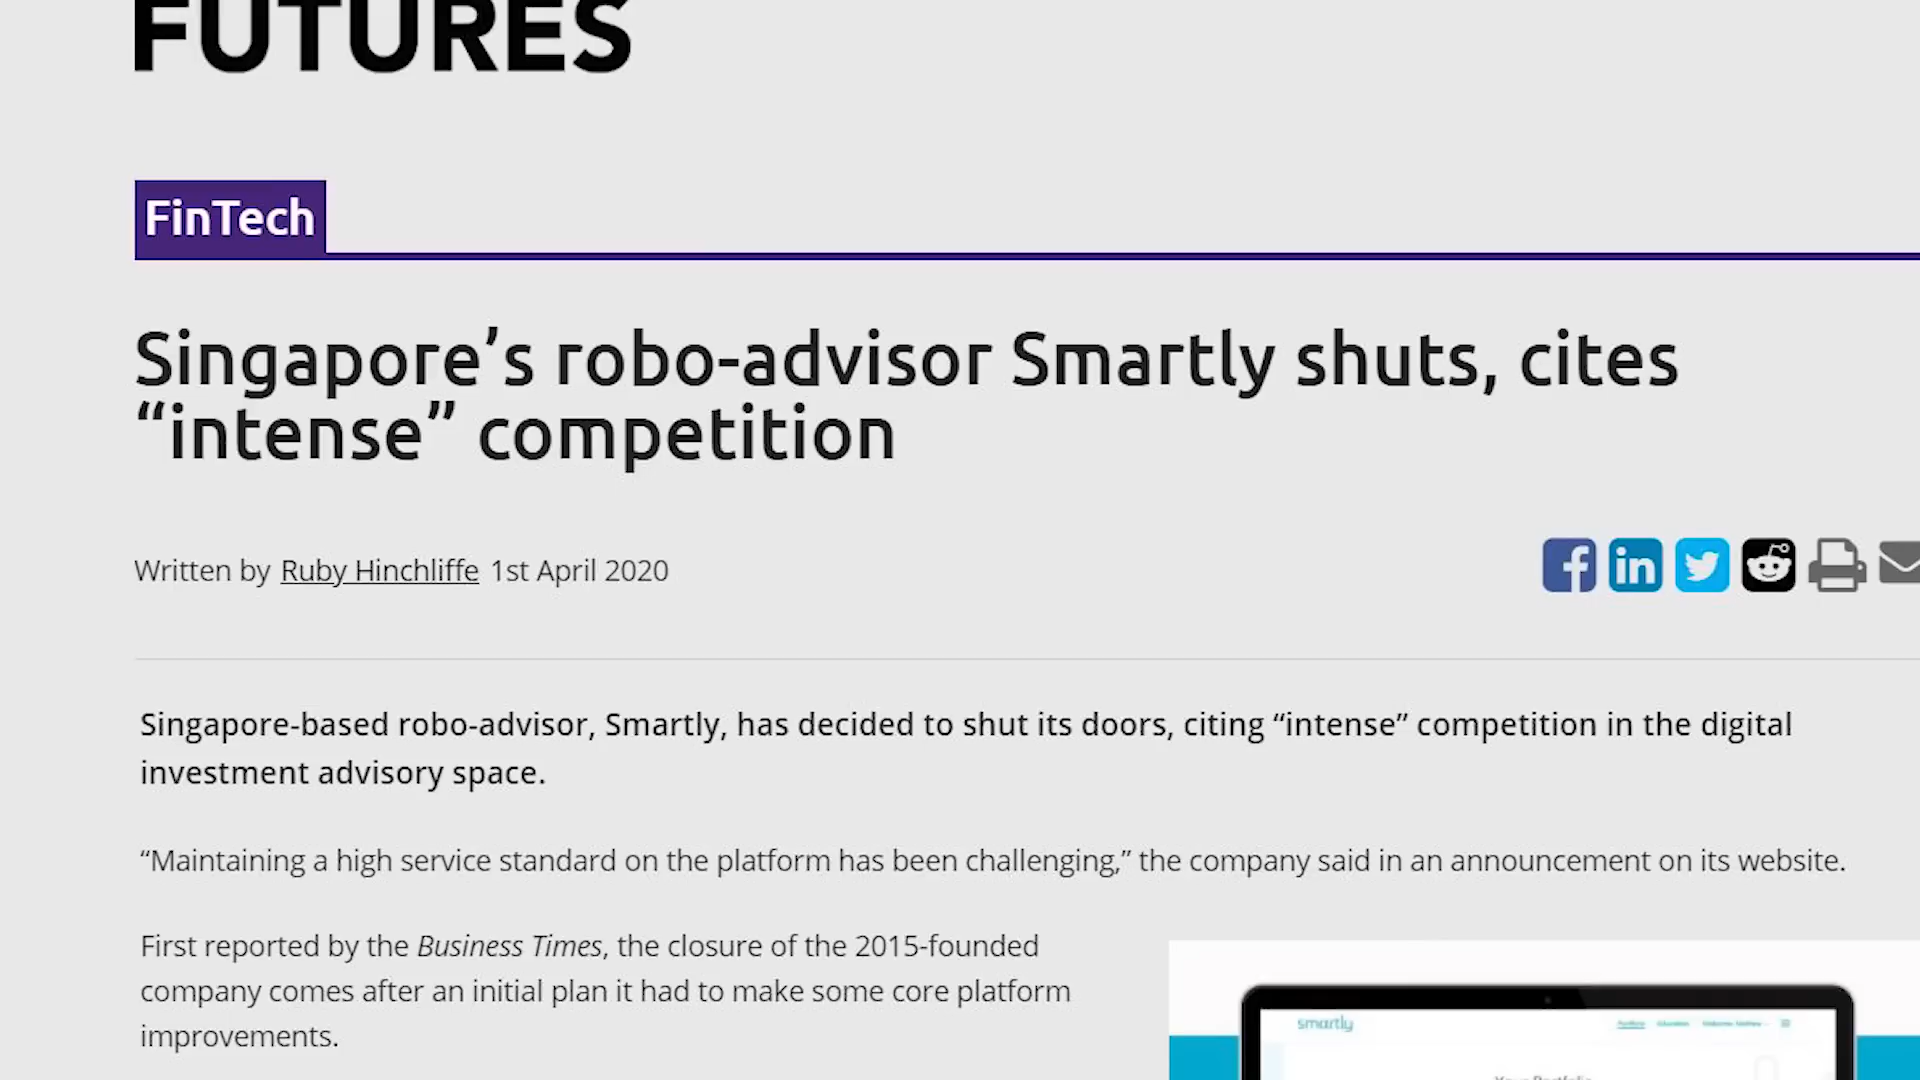 FUTURES
FinTech
Singapore’s robo-advisor Smartly shuts, cites
“intense” competition
Written by Ruby Hinchliffe 1st April 2020
Singapore-based robo-advisor, Smartly, has decided to shut its doors, citing “intense” competition in the digital
investment advisory space.
“Maintaining a high service standard on the platform has been challenging,” the company said in an announcement on its website.
First reported by the Business Times, the closure of the 2015-founded
company comes after an initial plan it had to make some core platform
improvements.
smartly